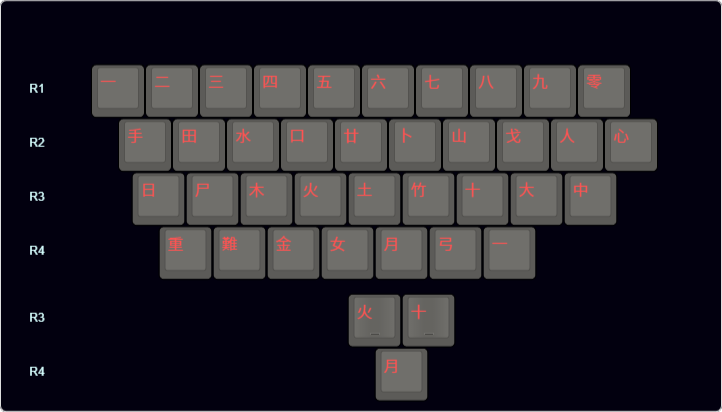 R1 一 二 三 四 五 六 七 八 九 零
R2 手 田 水 口 廿 卜 山 戈 人 心
R3 日 尸 木 火 土 竹 十 大 中
R4 重 難 金 女 月 弓 一
R3 火 十
R4 月